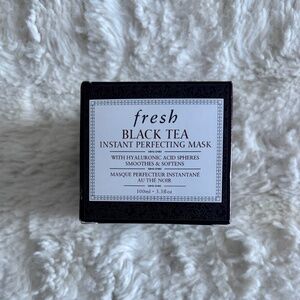 fresh
BLACK TEA
INSTANT PERFECTING MASK
WITH HYALURONIC ACID SPHERES
SMOOTHES & SOFTENS
MASQUE PERFECTEUR INSTANTANÉ
AU THÉ NOIR
100ml - 3.3fl oz